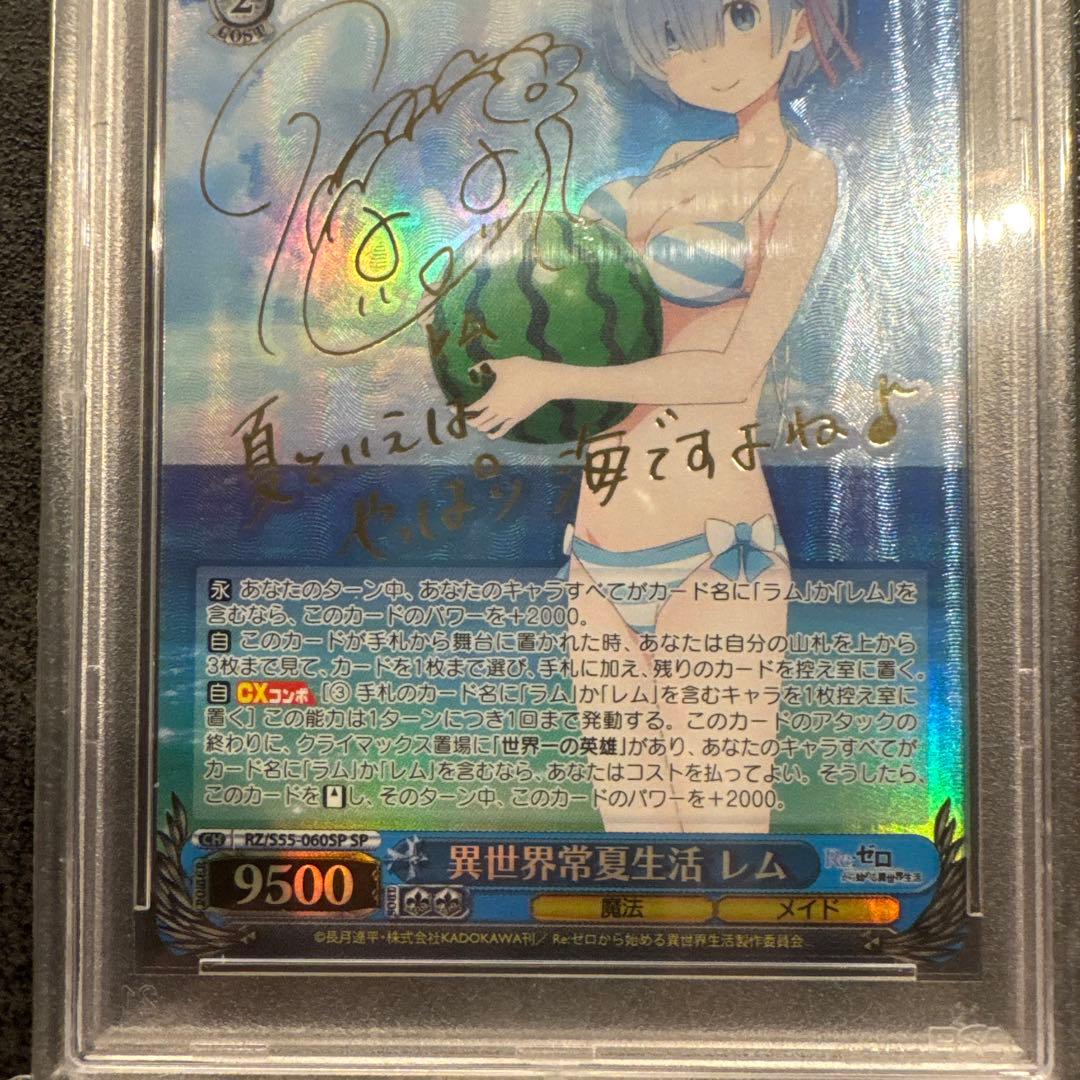 2
COST
レム
夏といえば
やっぱり 海ですよね♪
永 あなたのターン中、あなたのキャラすべてがカード名に「ラム」か「レム」を
含むなら、このカードのパワーを+2000。
自 このカードが手札から舞台に置かれた時、あなたは自分の山札を上から
3枚まで見て、カードを1枚まで選び、手札に加え、残りのカードを控え室に置く。
自 CXコンボ [③ 手札のカード名に「ラム」か「レム」を含むキャラを1枚控え室に
置く] この能力は1ターンにつき1回まで発動する。このカードのアタックの
終わりに、クライマックス置場に「世界一の英雄」があり、あなたのキャラすべてが
カード名に「ラム」か「レム」を含むなら、あなたはコストを払ってよい。そうしたら、
このカードを し、そのターン中、このカードのパワーを+2000。
CH RZ/S55-060SP SP
POWER 9500
異世界常夏生活 レム
Re:ゼロ
から始める異世界生活
SOUL
魔法 メイド
©長月達平・株式会社KADOKAWA刊／Re:ゼロから始める異世界生活製作委員会